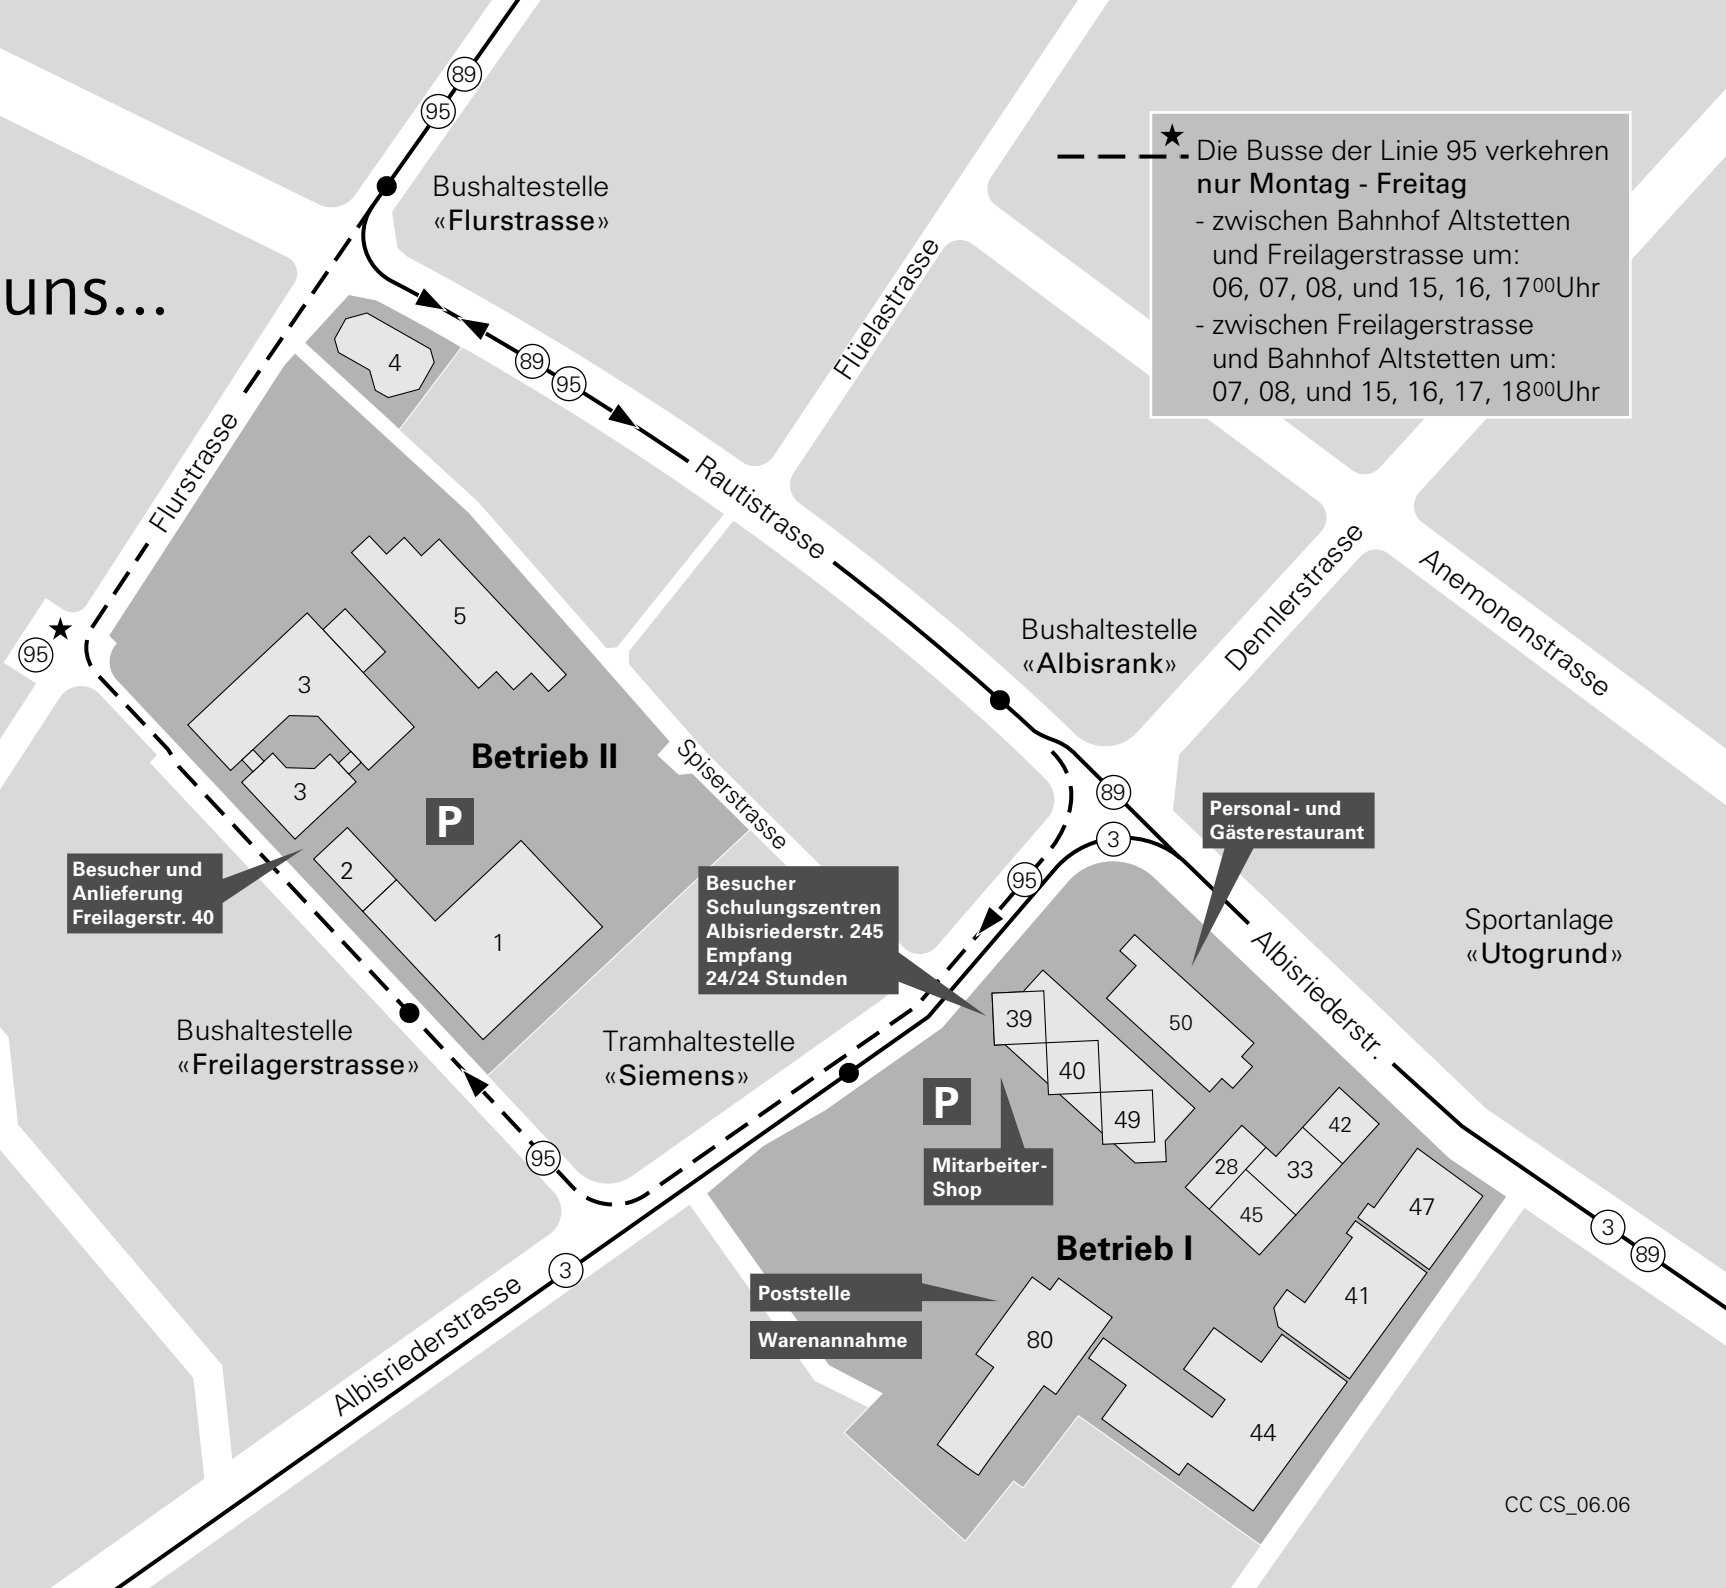 89
95
Bushaltestelle
«Flurstrasse»
★
Die Busse der Linie 95 verkehren
nur Montag - Freitag
- zwischen Bahnhof Altstetten
und Freilagerstrasse um:
06, 07, 08, und 15, 16, 17⁰⁰Uhr
- zwischen Freilagerstrasse
und Bahnhof Altstetten um:
07, 08, und 15, 16, 17, 18⁰⁰Uhr
uns...
Flüelastrasse
4
89
95
Flurstrasse
Rautistrasse
Dennlerstrasse
Anemonenstrasse
5
★
95
Bushaltestelle
«Albisrank»
3
Betrieb II
Spiserstrasse
3
P
89
3
95
Personal- und
Gästerestaurant
Besucher und
Anlieferung
Freilagerstr. 40
2
1
Besucher
Schulungszentren
Albisriederstr. 245
Empfang
24/24 Stunden
Sportanlage
«Utogrund»
Albisriederstr.
Bushaltestelle
«Freilagerstrasse»
Tramhaltestelle
«Siemens»
39
50
40
49
P
Mitarbeiter-
Shop
42
28
33
45
47
95
Betrieb I
3
89
3
Albisriederstrasse
Poststelle
Warenannahme
80
41
44
CC CS_06.06